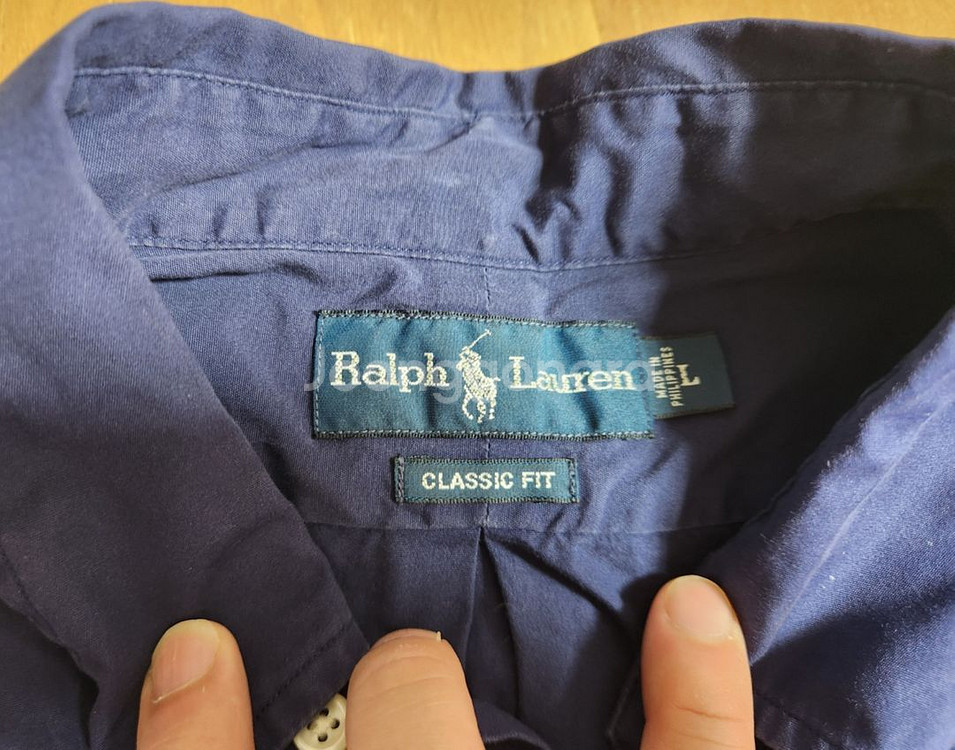 Ralph Lauren
MADE IN
PHILIPPINES
L
CLASSIC FIT